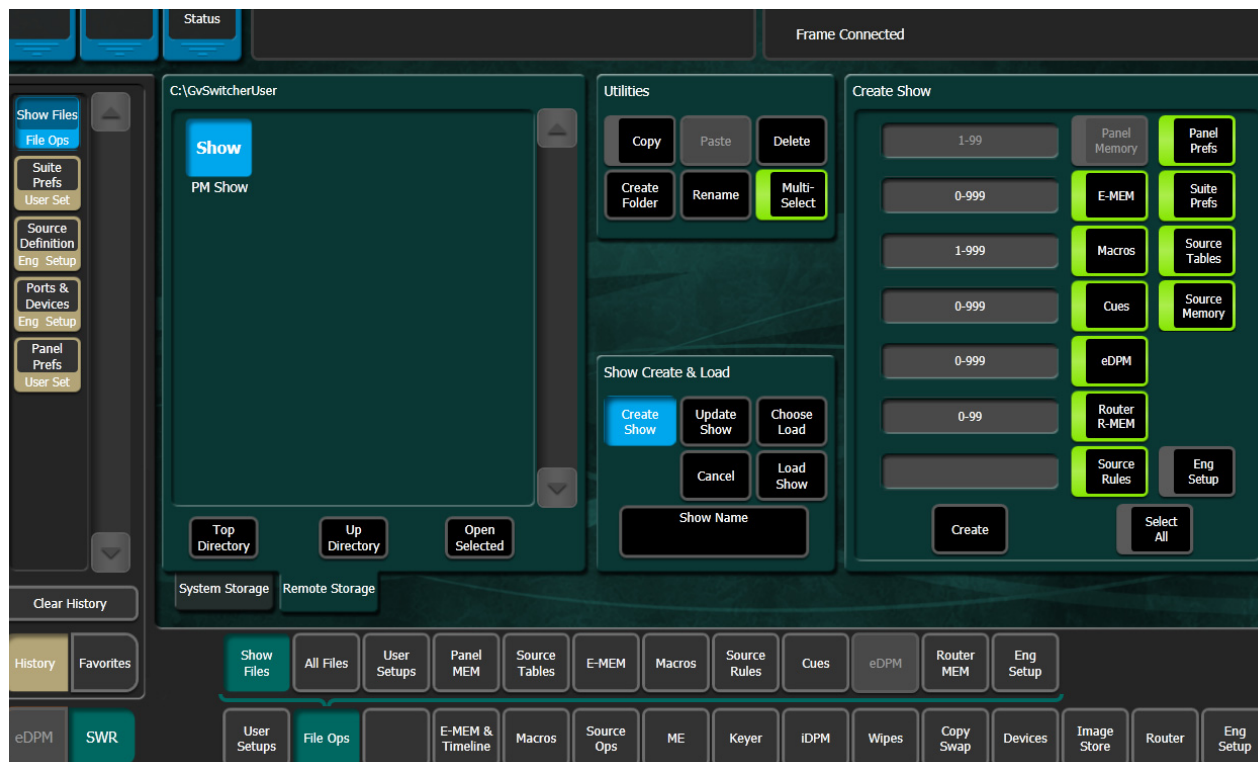 Status
Frame Connected
Show Files
File Ops
Suite
Prefs
User Set
Source
Definition
Eng Setup
Ports &
Devices
Eng Setup
Panel
Prefs
User Set
Clear History
History
Favorites
eDPM
SWR
C:\GvSwitcherUser
Show
PM Show
Top
Directory
Up
Directory
Open
Selected
System Storage
Remote Storage
Utilities
Copy
Paste
Delete
Create
Folder
Rename
Multi-
Select
Show Create & Load
Create
Show
Update
Show
Choose
Load
Cancel
Load
Show
Show Name
Create Show
1-99
Panel
Memory
Panel
Prefs
0-999
E-MEM
Suite
Prefs
1-999
Macros
Source
Tables
0-999
Cues
Source
Memory
0-999
eDPM
0-99
Router
R-MEM
Source
Rules
Eng
Setup
Create
Select
All
Show
Files
All Files
User
Setups
Panel
MEM
Source
Tables
E-MEM
Macros
Source
Rules
Cues
eDPM
Router
MEM
Eng
Setup
User
Setups
File Ops
E-MEM &
Timeline
Macros
Source
Ops
ME
Keyer
iDPM
Wipes
Copy
Swap
Devices
Image
Store
Router
Eng
Setup